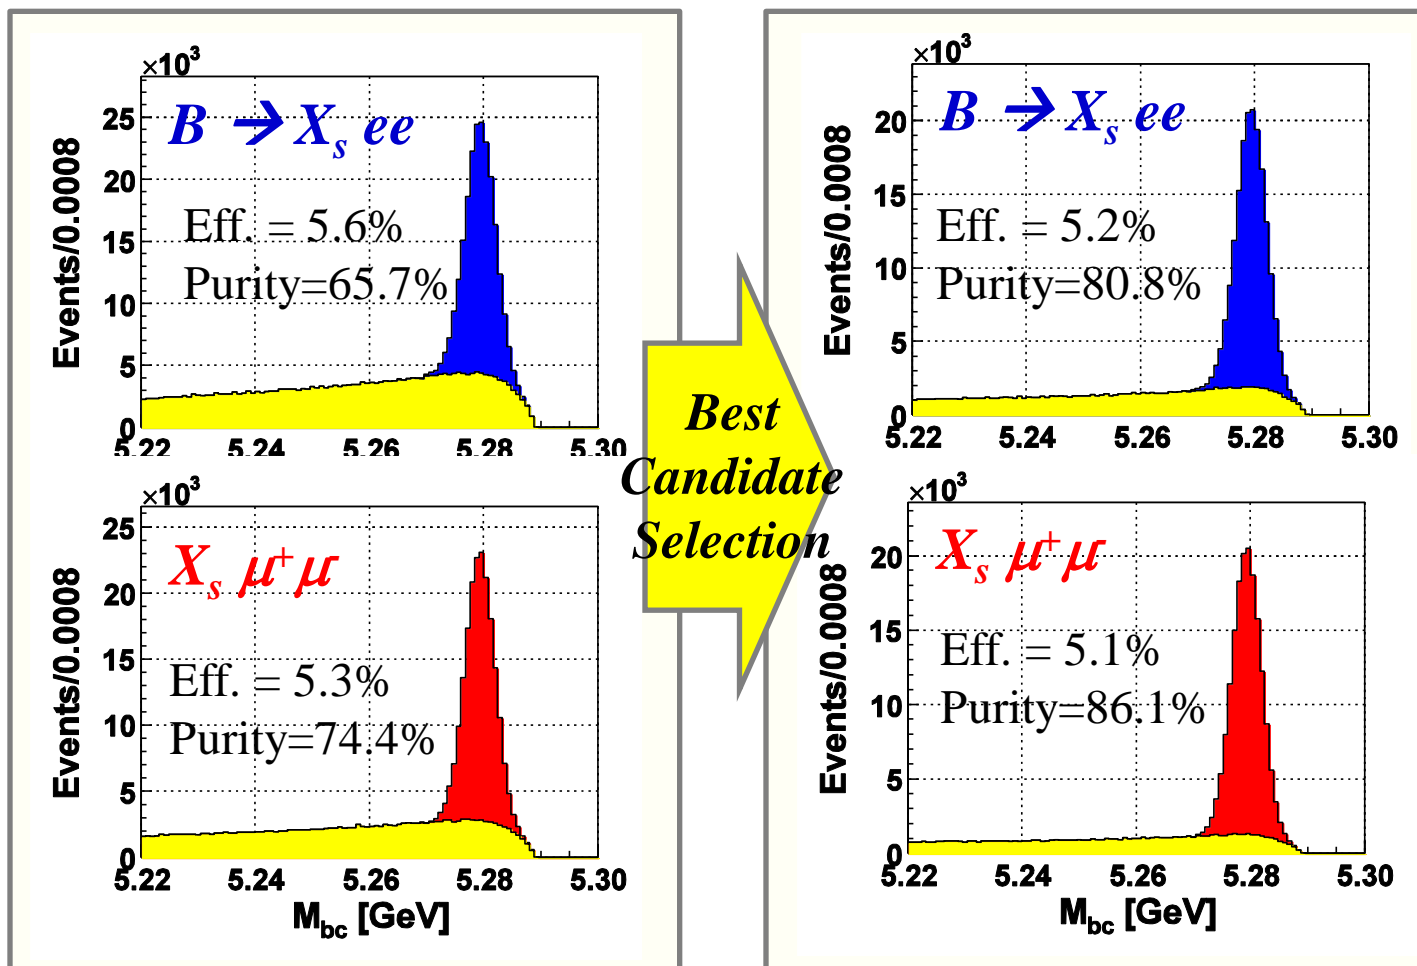 ×10³
25
20
15
10
5
0
Events/0.0008
B → Xₛ ee
Eff. = 5.6%
Purity=65.7%
5.22 5.24 5.26 5.28 5.30
×10³
25
20
15
10
5
0
Events/0.0008
Xₛ μ⁺μ⁻
Eff. = 5.3%
Purity=74.4%
5.22 5.24 5.26 5.28 5.30
M_bc [GeV]
Best
Candidate
Selection
×10³
20
15
10
5
0
Events/0.0008
B → Xₛ ee
Eff. = 5.2%
Purity=80.8%
5.22 5.24 5.26 5.28 5.30
×10³
20
15
10
5
0
Events/0.0008
Xₛ μ⁺μ⁻
Eff. = 5.1%
Purity=86.1%
5.22 5.24 5.26 5.28 5.30
M_bc [GeV]